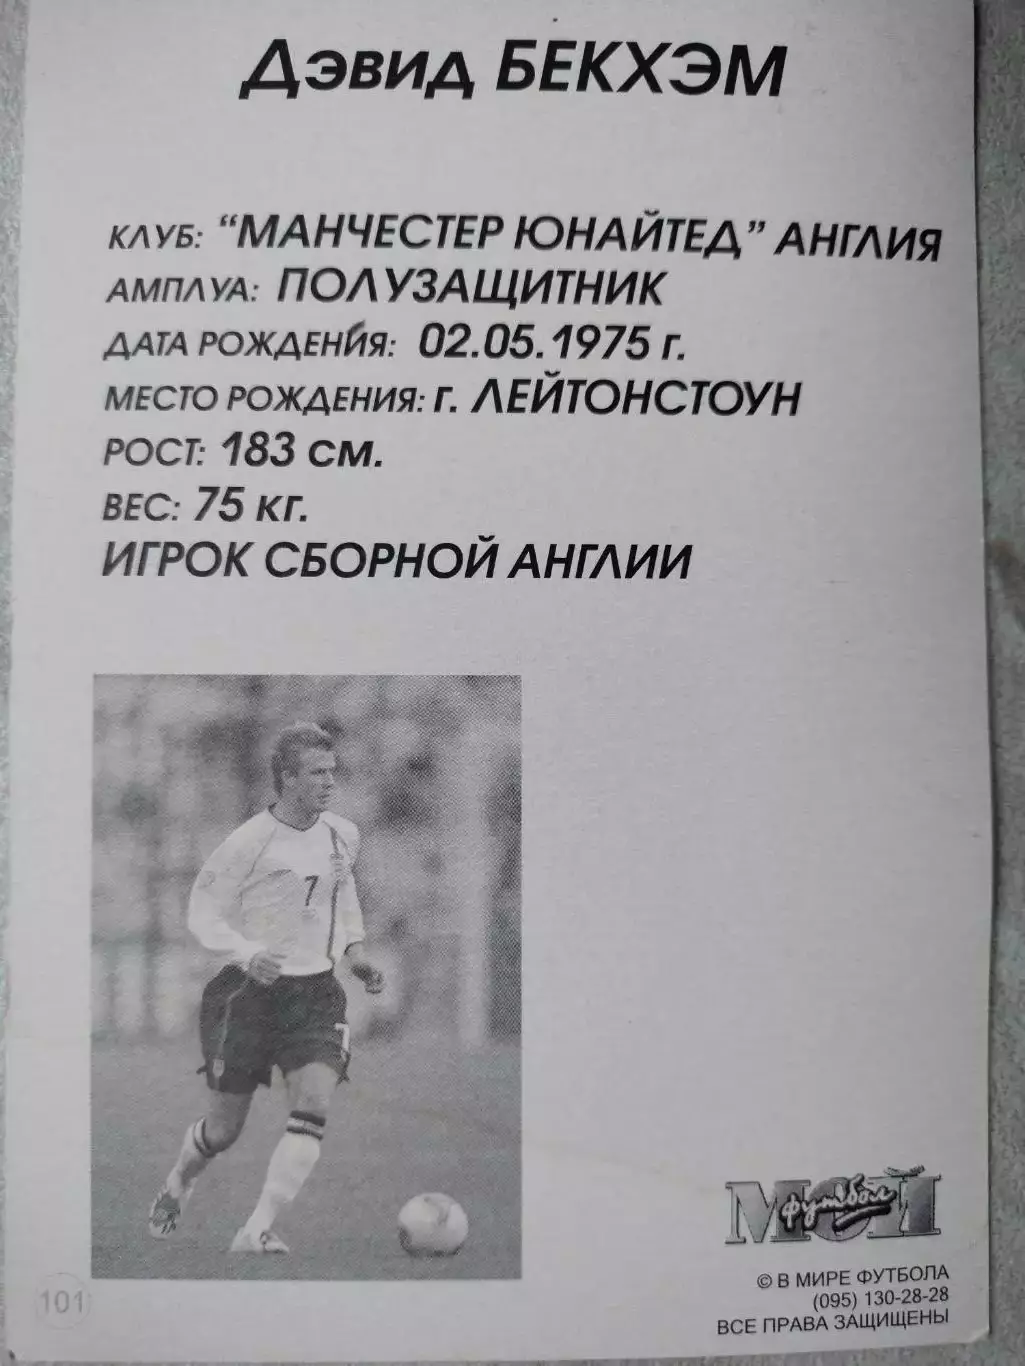 Дэвид БЕКХЭМ
КЛУБ: "МАНЧЕСТЕР ЮНАЙТЕД" АНГЛИЯ
АМПЛУА: ПОЛУЗАЩИТНИК
ДАТА РОЖДЕНИЯ: 02.05.1975 г.
МЕСТО РОЖДЕНИЯ: г. ЛЕЙТОНСТОУН
РОСТ: 183 см.
ВЕС: 75 кг.
ИГРОК СБОРНОЙ АНГЛИИ
7
7
МОЙ футбол
© В МИРЕ ФУТБОЛА
(095) 130-28-28
ВСЕ ПРАВА ЗАЩИЩЕНЫ
101